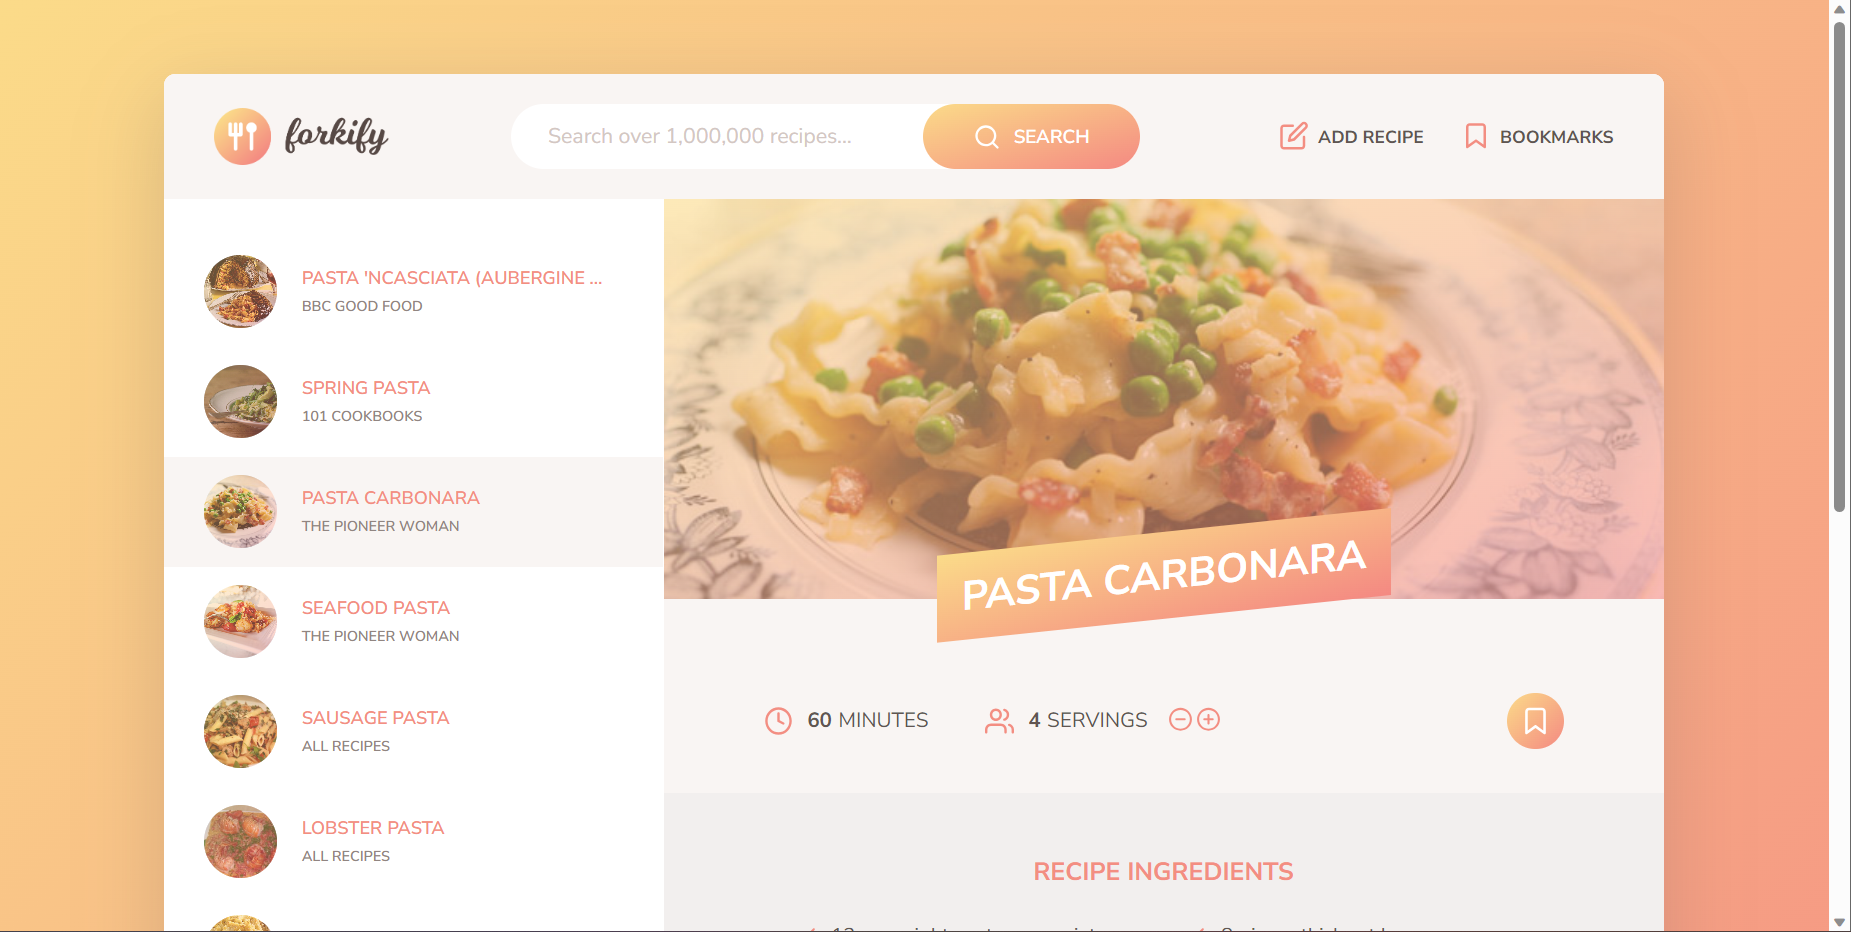 forkify
Search over 1,000,000 recipes...
SEARCH
ADD RECIPE
BOOKMARKS
PASTA 'NCASCIATA (AUBERGINE ...
BBC GOOD FOOD
SPRING PASTA
101 COOKBOOKS
PASTA CARBONARA
THE PIONEER WOMAN
SEAFOOD PASTA
THE PIONEER WOMAN
SAUSAGE PASTA
ALL RECIPES
LOBSTER PASTA
ALL RECIPES
PASTA CARBONARA
60 MINUTES
4 SERVINGS
RECIPE INGREDIENTS